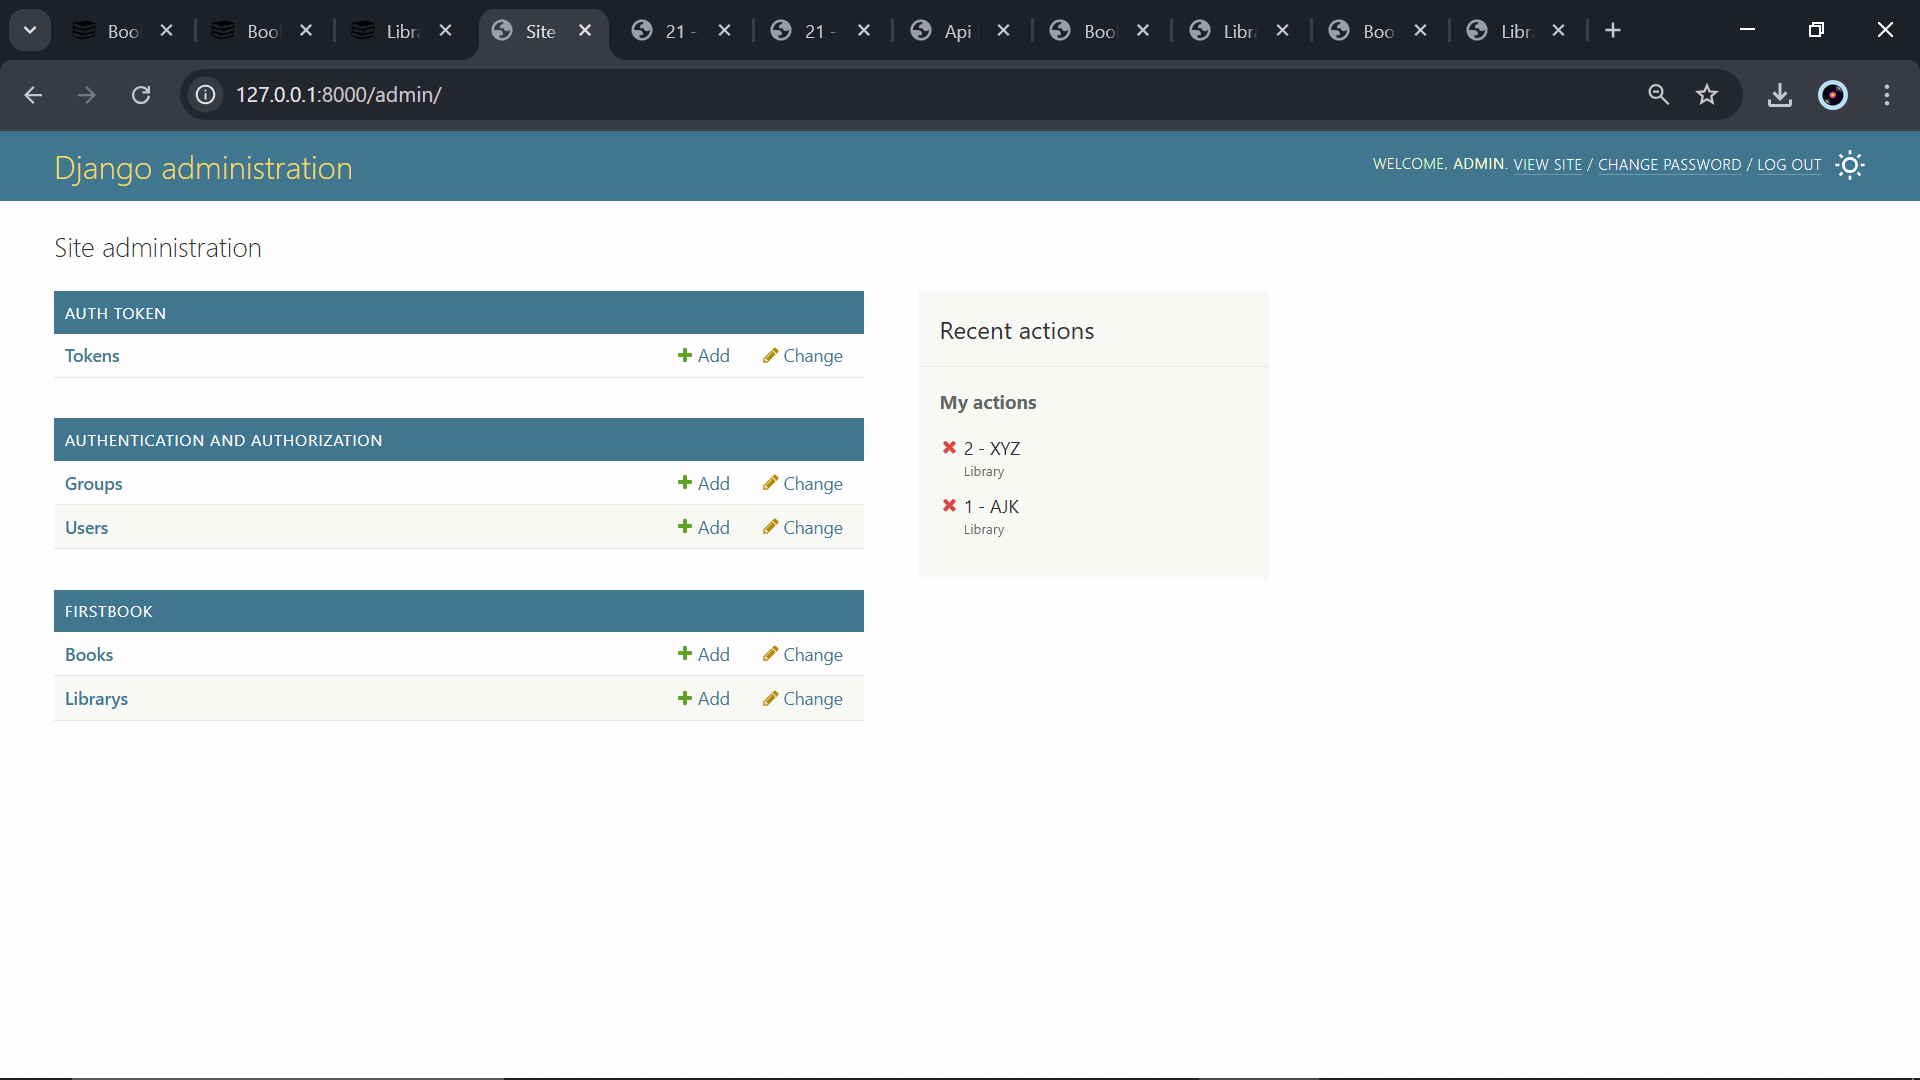 Boo
Boo
Libr
Site
21 -
21 -
Api
Boo
Libr
Boo
Libr
127.0.0.1:8000/admin/
Django administration
WELCOME, ADMIN. VIEW SITE / CHANGE PASSWORD / LOG OUT
Site administration
AUTH TOKEN
Tokens Add Change
AUTHENTICATION AND AUTHORIZATION
Groups Add Change
Users Add Change
FIRSTBOOK
Books Add Change
Librarys Add Change
Recent actions
My actions
2 - XYZ
Library
1 - AJK
Library